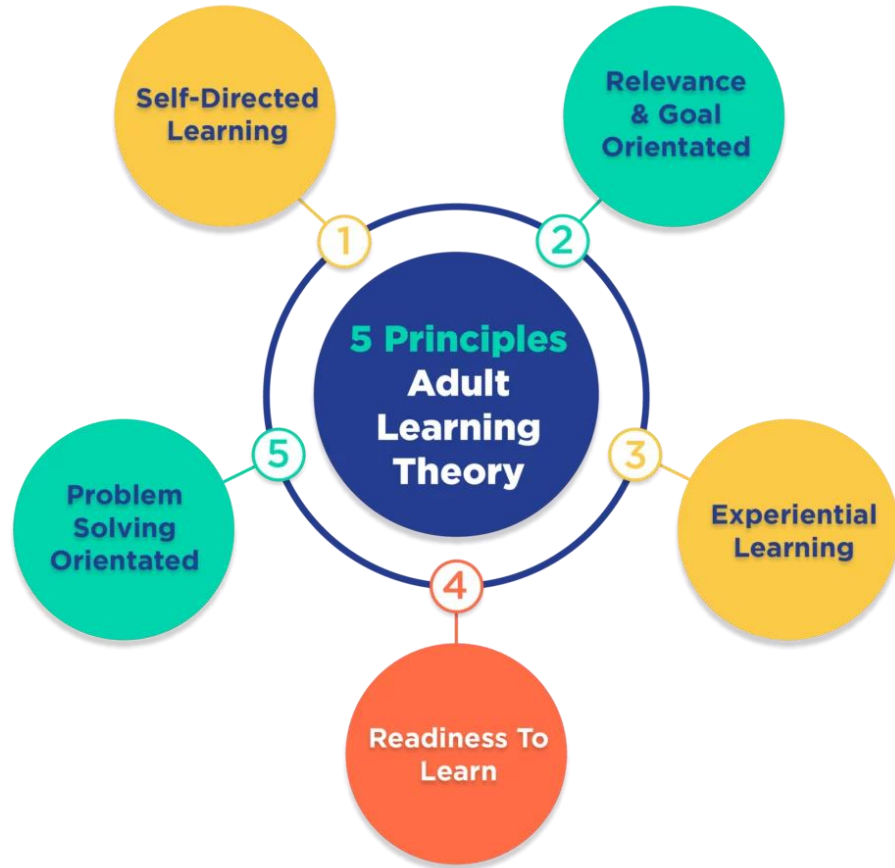 5 Principles
Adult
Learning
Theory
1
Self-Directed
Learning
2
Relevance
& Goal
Orientated
3
Experiential
Learning
4
Readiness To
Learn
5
Problem
Solving
Orientated